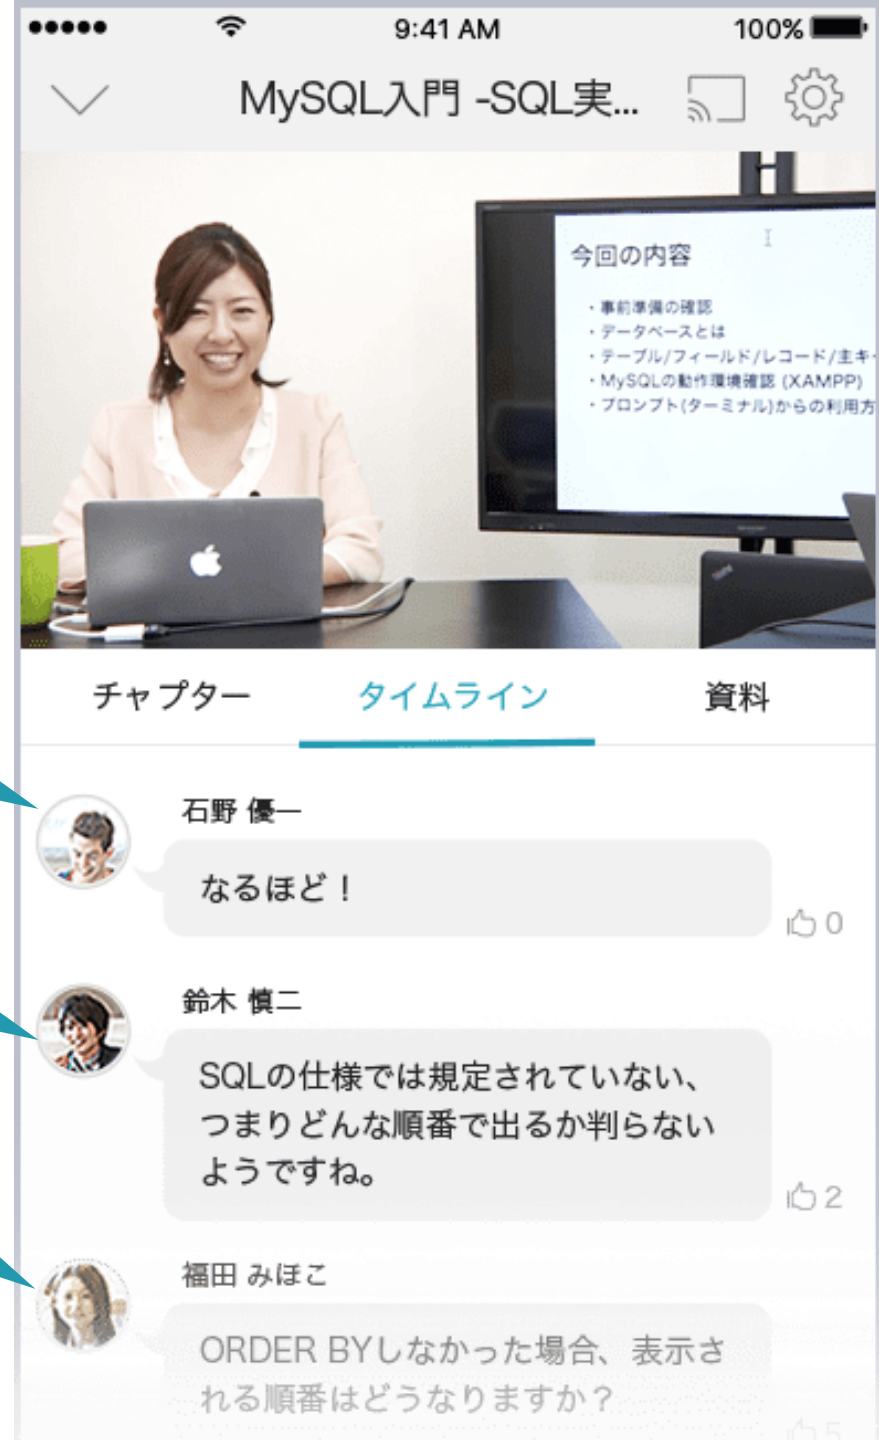 9:41 AM
100%
MySQL入門 -SQL実...
今回の内容
・事前準備の確認
・データベースとは
・テーブル/フィールド/レコード/主キー
・MySQLの動作環境確認 (XAMPP)
・プロンプト(ターミナル)からの利用方
チャプター
タイムライン
資料
石野 優一
なるほど！
0
鈴木 慎二
SQLの仕様では規定されていない、
つまりどんな順番で出るか判らない
ようですね。
2
福田 みほこ
ORDER BYしなかった場合、表示さ
れる順番はどうなりますか？
5